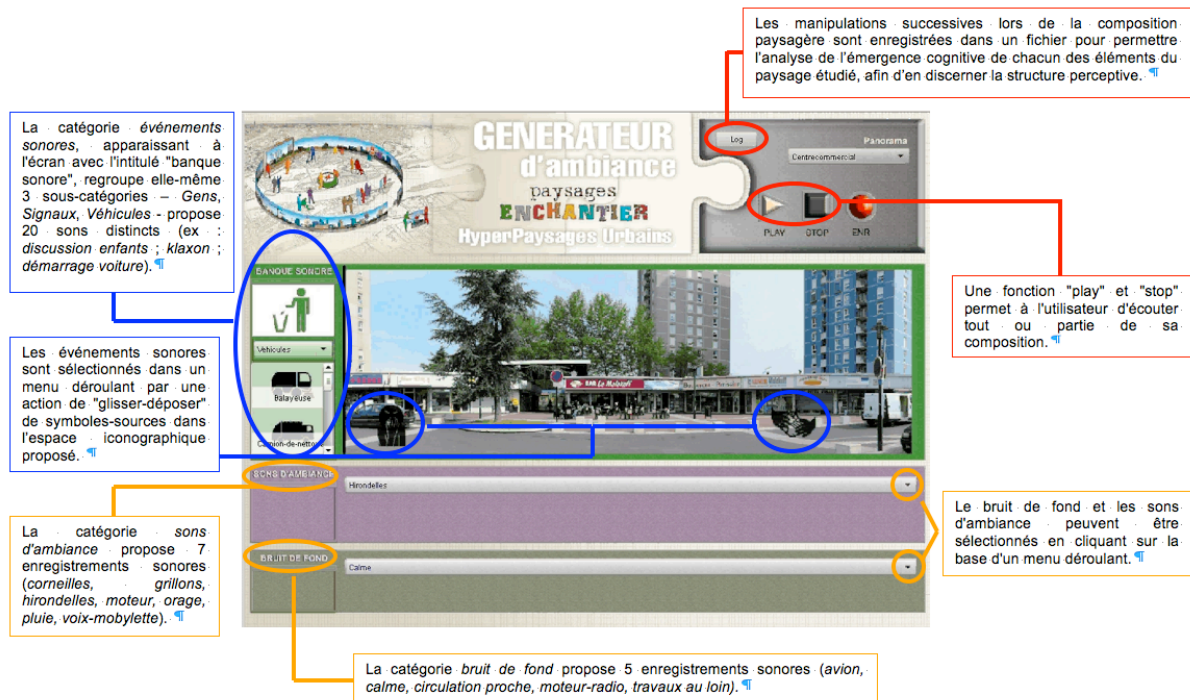 Les manipulations successives lors de la composition
paysagère sont enregistrées dans un fichier pour permettre
l'analyse de l'émergence cognitive de chacun des éléments du
paysage étudié, afin d'en discerner la structure perceptive. ¶
La catégorie événements
sonores, apparaissant à
l'écran avec l'intitulé "banque
sonore", regroupe elle-même
3 sous-catégories – Gens,
Signaux, Véhicules - propose
20 sons distincts (ex :
discussion enfants ; klaxon ;
démarrage voiture). ¶
GENERATEUR
d'ambiance
paysages
ENCHANTIER
HyperPaysages Urbains
Log
Panorama
Centrecommercial
PLAY
STOP
ENR
Une fonction "play" et "stop"
permet à l'utilisateur d'écouter
tout ou partie de sa
composition. ¶
BANQUE SONORE
Véhicules
Balayeuse
Camion-de-nettoy
Les événements sonores
sont sélectionnés dans un
menu déroulant par une
action de "glisser-déposer"
de symboles-sources dans
l'espace iconographique
proposé. ¶
BAR Le Malesfit
SONS D'AMBIANCE
Hirondelles
La catégorie sons
d'ambiance propose 7
enregistrements sonores
(corneilles, grillons,
hirondelles, moteur, orage,
pluie, voix-mobylette). ¶
Le bruit de fond et les sons
d'ambiance peuvent être
sélectionnés en cliquant sur la
base d'un menu déroulant. ¶
BRUIT DE FOND
Calme
La catégorie bruit de fond propose 5 enregistrements sonores (avion,
calme, circulation proche, moteur-radio, travaux au loin). ¶